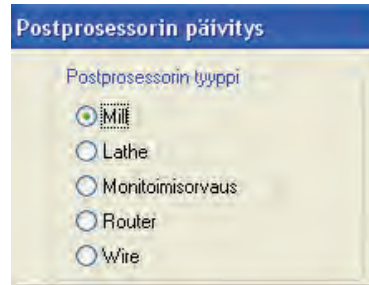 Postprosessorin päivitys
Postprosessorin tyyppi
Mill
Lathe
Monitoimisorvaus
Router
Wire